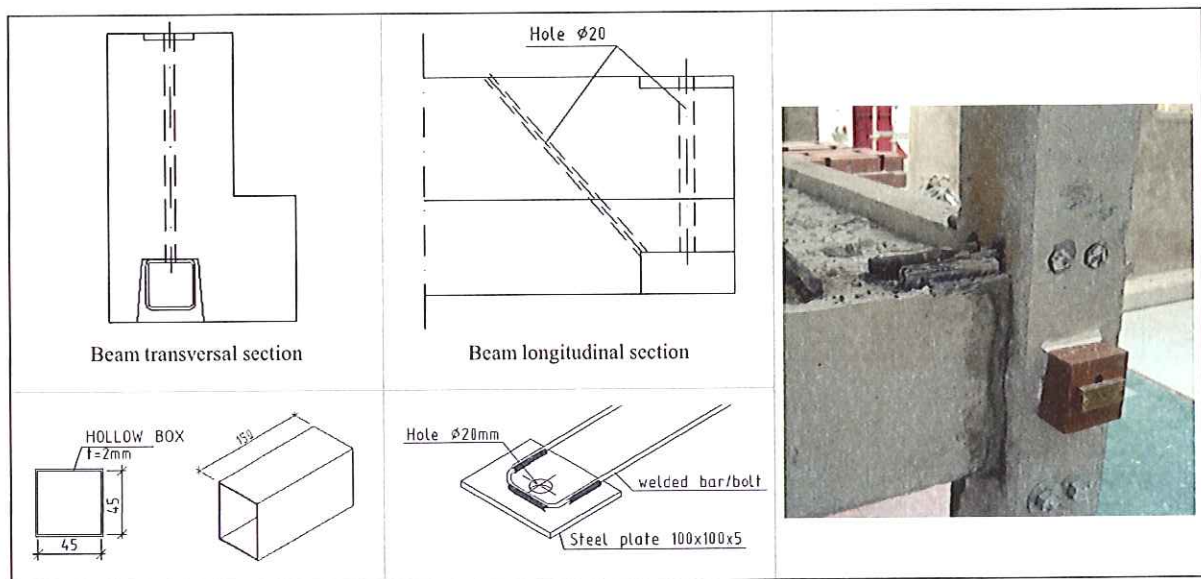 Hole Ø20
Beam transversal section
Beam longitudinal section
HOLLOW BOX
t=2mm
150
45
45
Hole Ø20mm
welded bar/bolt
Steel plate 100x100x5